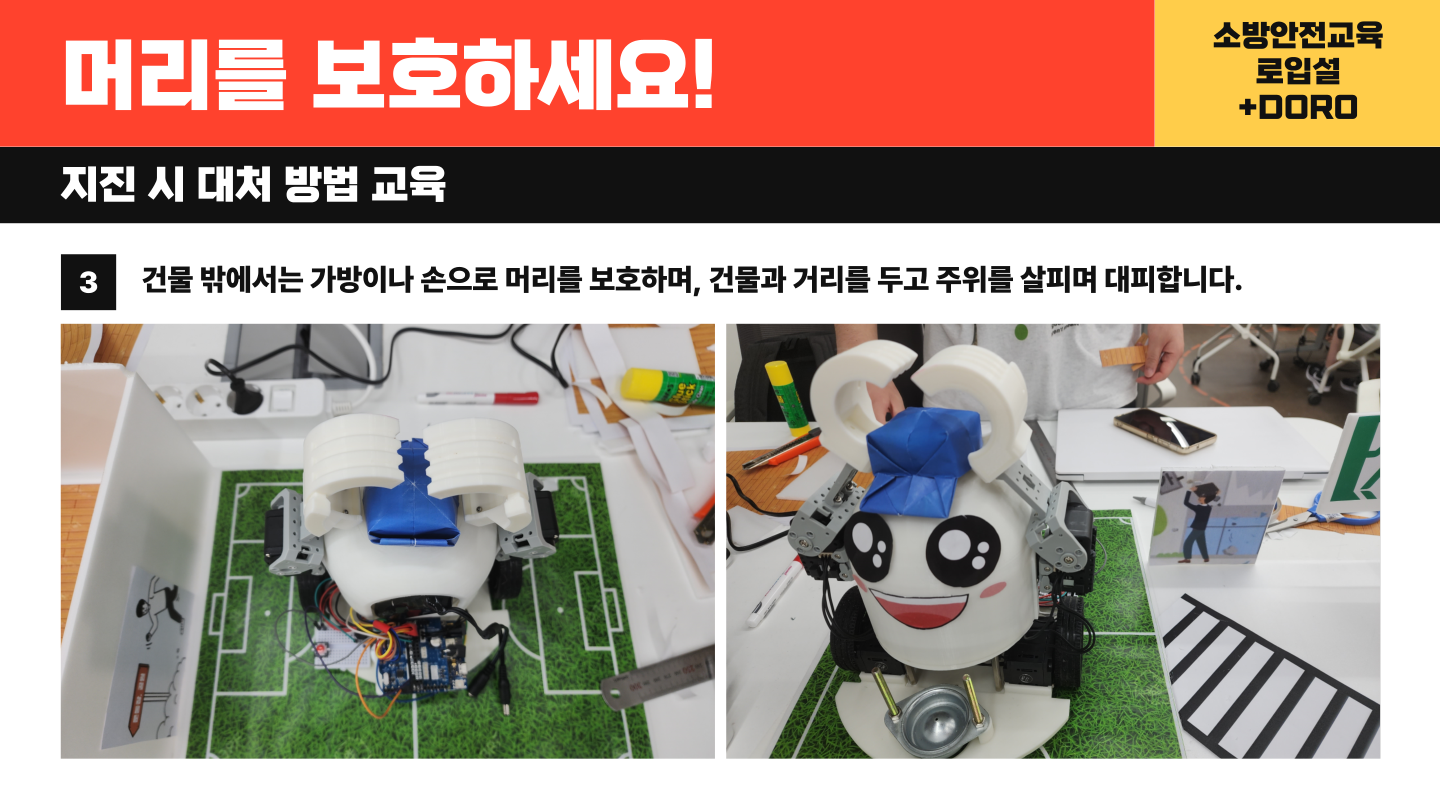 머리를 보호하세요!
소방안전교육
로입설
+DORO
지진 시 대처 방법 교육
3
건물 밖에서는 가방이나 손으로 머리를 보호하며, 건물과 거리를 두고 주위를 살피며 대피합니다.